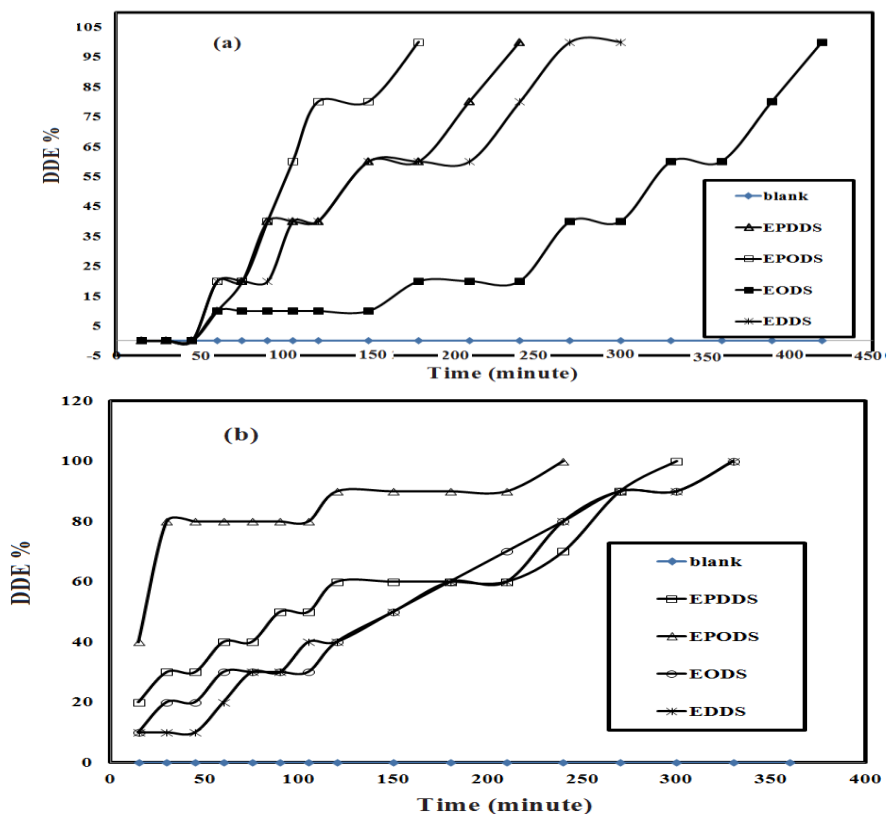 (a)
105
95
85
75
65
55
45
35
25
15
5
-5
DDE %
0 50 100 150 200 250 300 350 400 450
Time (minute)
blank
EPDDS
EPODS
EODS
EDDS
(b)
120
100
80
60
40
20
0
DDE %
0 50 100 150 200 250 300 350 400
Time (minute)
blank
EPDDS
EPODS
EODS
EDDS